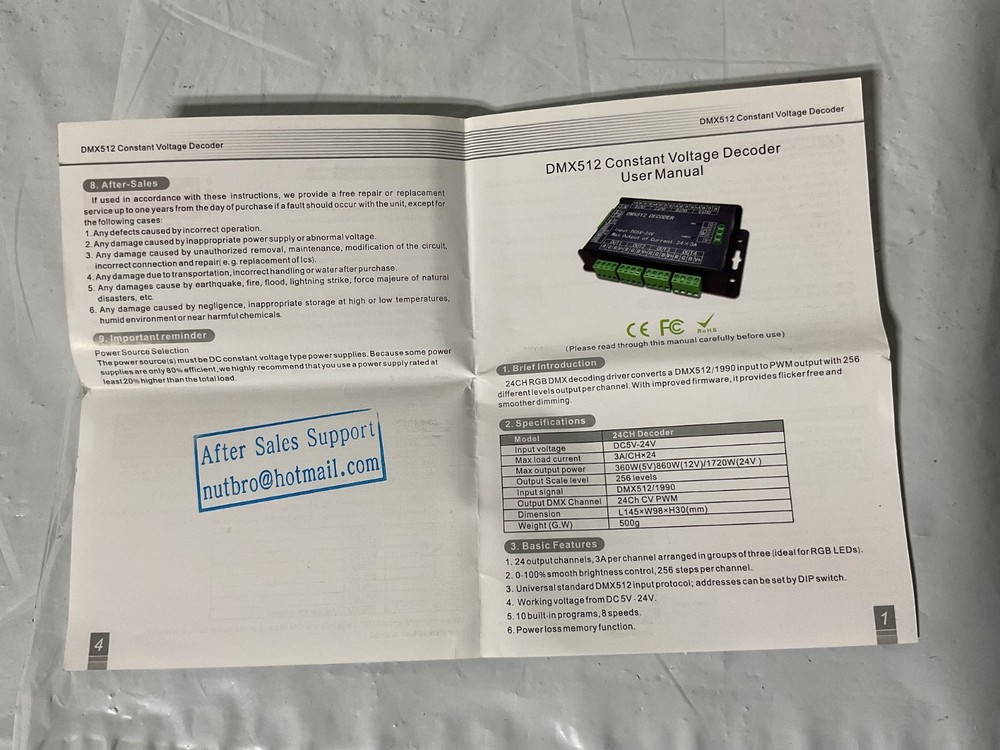 DMX512 Constant Voltage Decoder
8. After-Sales
If used in accordance with these instructions, we provide a free repair or replacement
service up to one years from the day of purchase if a fault should occur with the unit, except for
the following cases:
1. Any defects caused by incorrect operation.
2. Any damage caused by inappropriate power supply or abnormal voltage.
3. Any damage caused by unauthorized removal, maintenance, modification of the circuit,
incorrect connection and repair(e. g. replacement of Ics).
4. Any damage due to transportation, incorrect handling or water after purchase.
5. Any damages cause by earthquake, fire, flood, lightning strike, force majeure of natural
disasters, etc.
6. Any damage caused by negligence, inappropriate storage at high or low temperatures,
humid environment or near harmful chemicals.
9. Important reminder
Power Source Selection
The power source(s) must be DC constant voltage type power supplies. Because some power
supplies are only 80% efficient, we highly recommend that you use a power supply rated at
least 20% higher than the total load.
After Sales Support
nutbro@hotmail.com
4
DMX512 Constant Voltage Decoder
DMX512 Constant Voltage Decoder
User Manual
DMX512 DECODER
Input: DC5V-24V
Max Output of Current: 24×3A
OUT1 OUT2 OUT3 OUT4
CE FC RoHS
(Please read through this manual carefully before use)
1. Brief Introduction
24CH RGB DMX decoding driver converts a DMX512/1990 input to PWM output with 256
different levels output per channel. With improved firmware, it provides flicker free and
smoother dimming.
2. Specifications
Model 24CH Decoder
Input voltage DC5V-24V
Max load current 3A/CH×24
Max output power 360W(5V)860W(12V)/1720W(24V.)
Output Scale level 256 levels
Input signal DMX512/1990
Output DMX Channel 24Ch CV PWM
Dimension L145×W98×H30(mm)
Weight (G.W) 500g
3. Basic Features
1. 24 output channels, 3A per channel arranged in groups of three (ideal for RGB LEDs).
2. 0-100% smooth brightness control, 256 steps per channel.
3. Universal standard DMX512 input protocol; addresses can be set by DIP switch.
4. Working voltage from DC 5V - 24V.
5. 10 built-in programs, 8 speeds.
6. Power loss memory function.
1